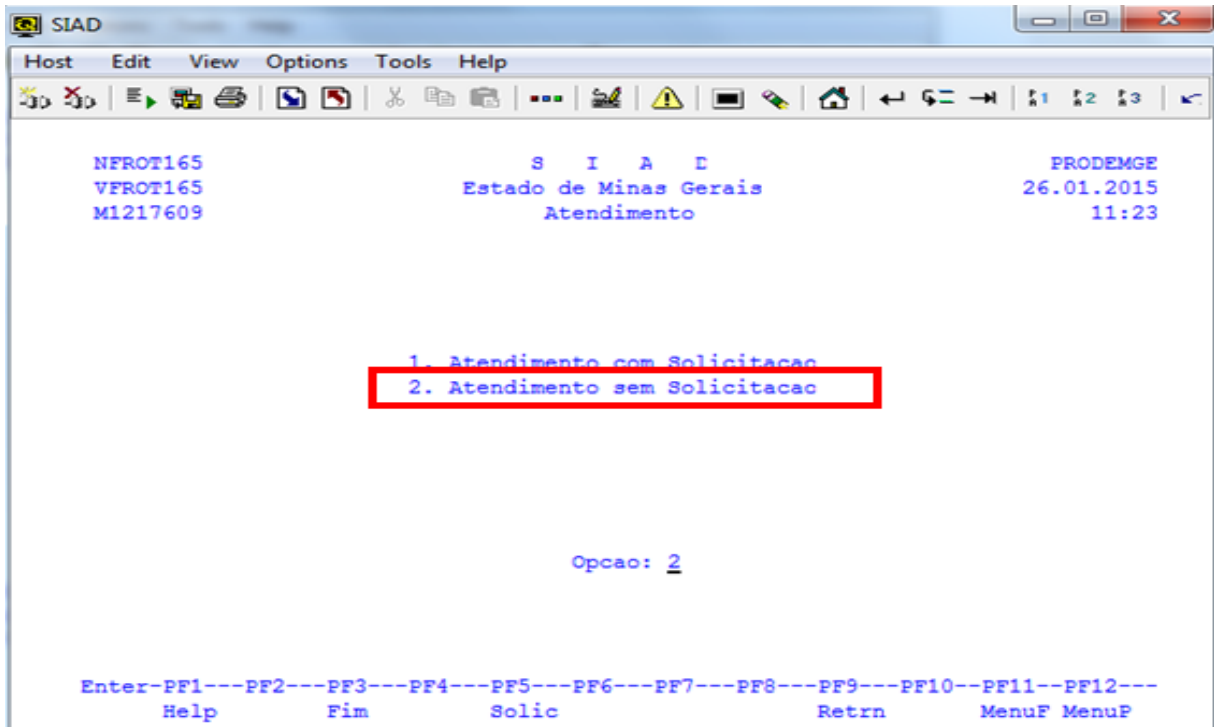 SIAD
Host Edit View Options Tools Help
NFROT165 S I A D PRODEMGE
VFROT165 Estado de Minas Gerais 26.01.2015
M1217609 Atendimento 11:23
1. Atendimento com Solicitacao
2. Atendimento sem Solicitacao
Opcao: 2
Enter-PF1---PF2---PF3---PF4---PF5---PF6---PF7---PF8---PF9---PF10--PF11--PF12---
Help Fim Solic Retrn MenuF MenuP